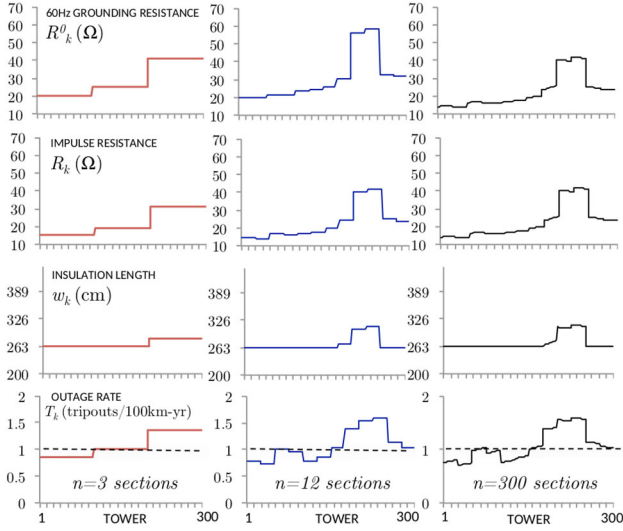 60Hz GROUNDING RESISTANCE
R⁰ₖ (Ω)
70 70 70
60 60 60
50 50 50
40 40 40
30 30 30
20 20 20
10 10 10
IMPULSE RESISTANCE
Rₖ (Ω)
70 70 70
60 60 60
50 50 50
40 40 40
30 30 30
20 20 20
10 10 10
INSULATION LENGTH
wₖ (cm)
389 389 389
326 326 326
263 263 263
200 200 200
OUTAGE RATE
Tₖ (tripouts/100km-yr)
2 2 2
1.5 1.5 1.5
1 1 1
0.5 0.5 0.5
0 0 0
n=3 sections n=12 sections n=300 sections
1 TOWER 300 1 TOWER 300 1 TOWER 300